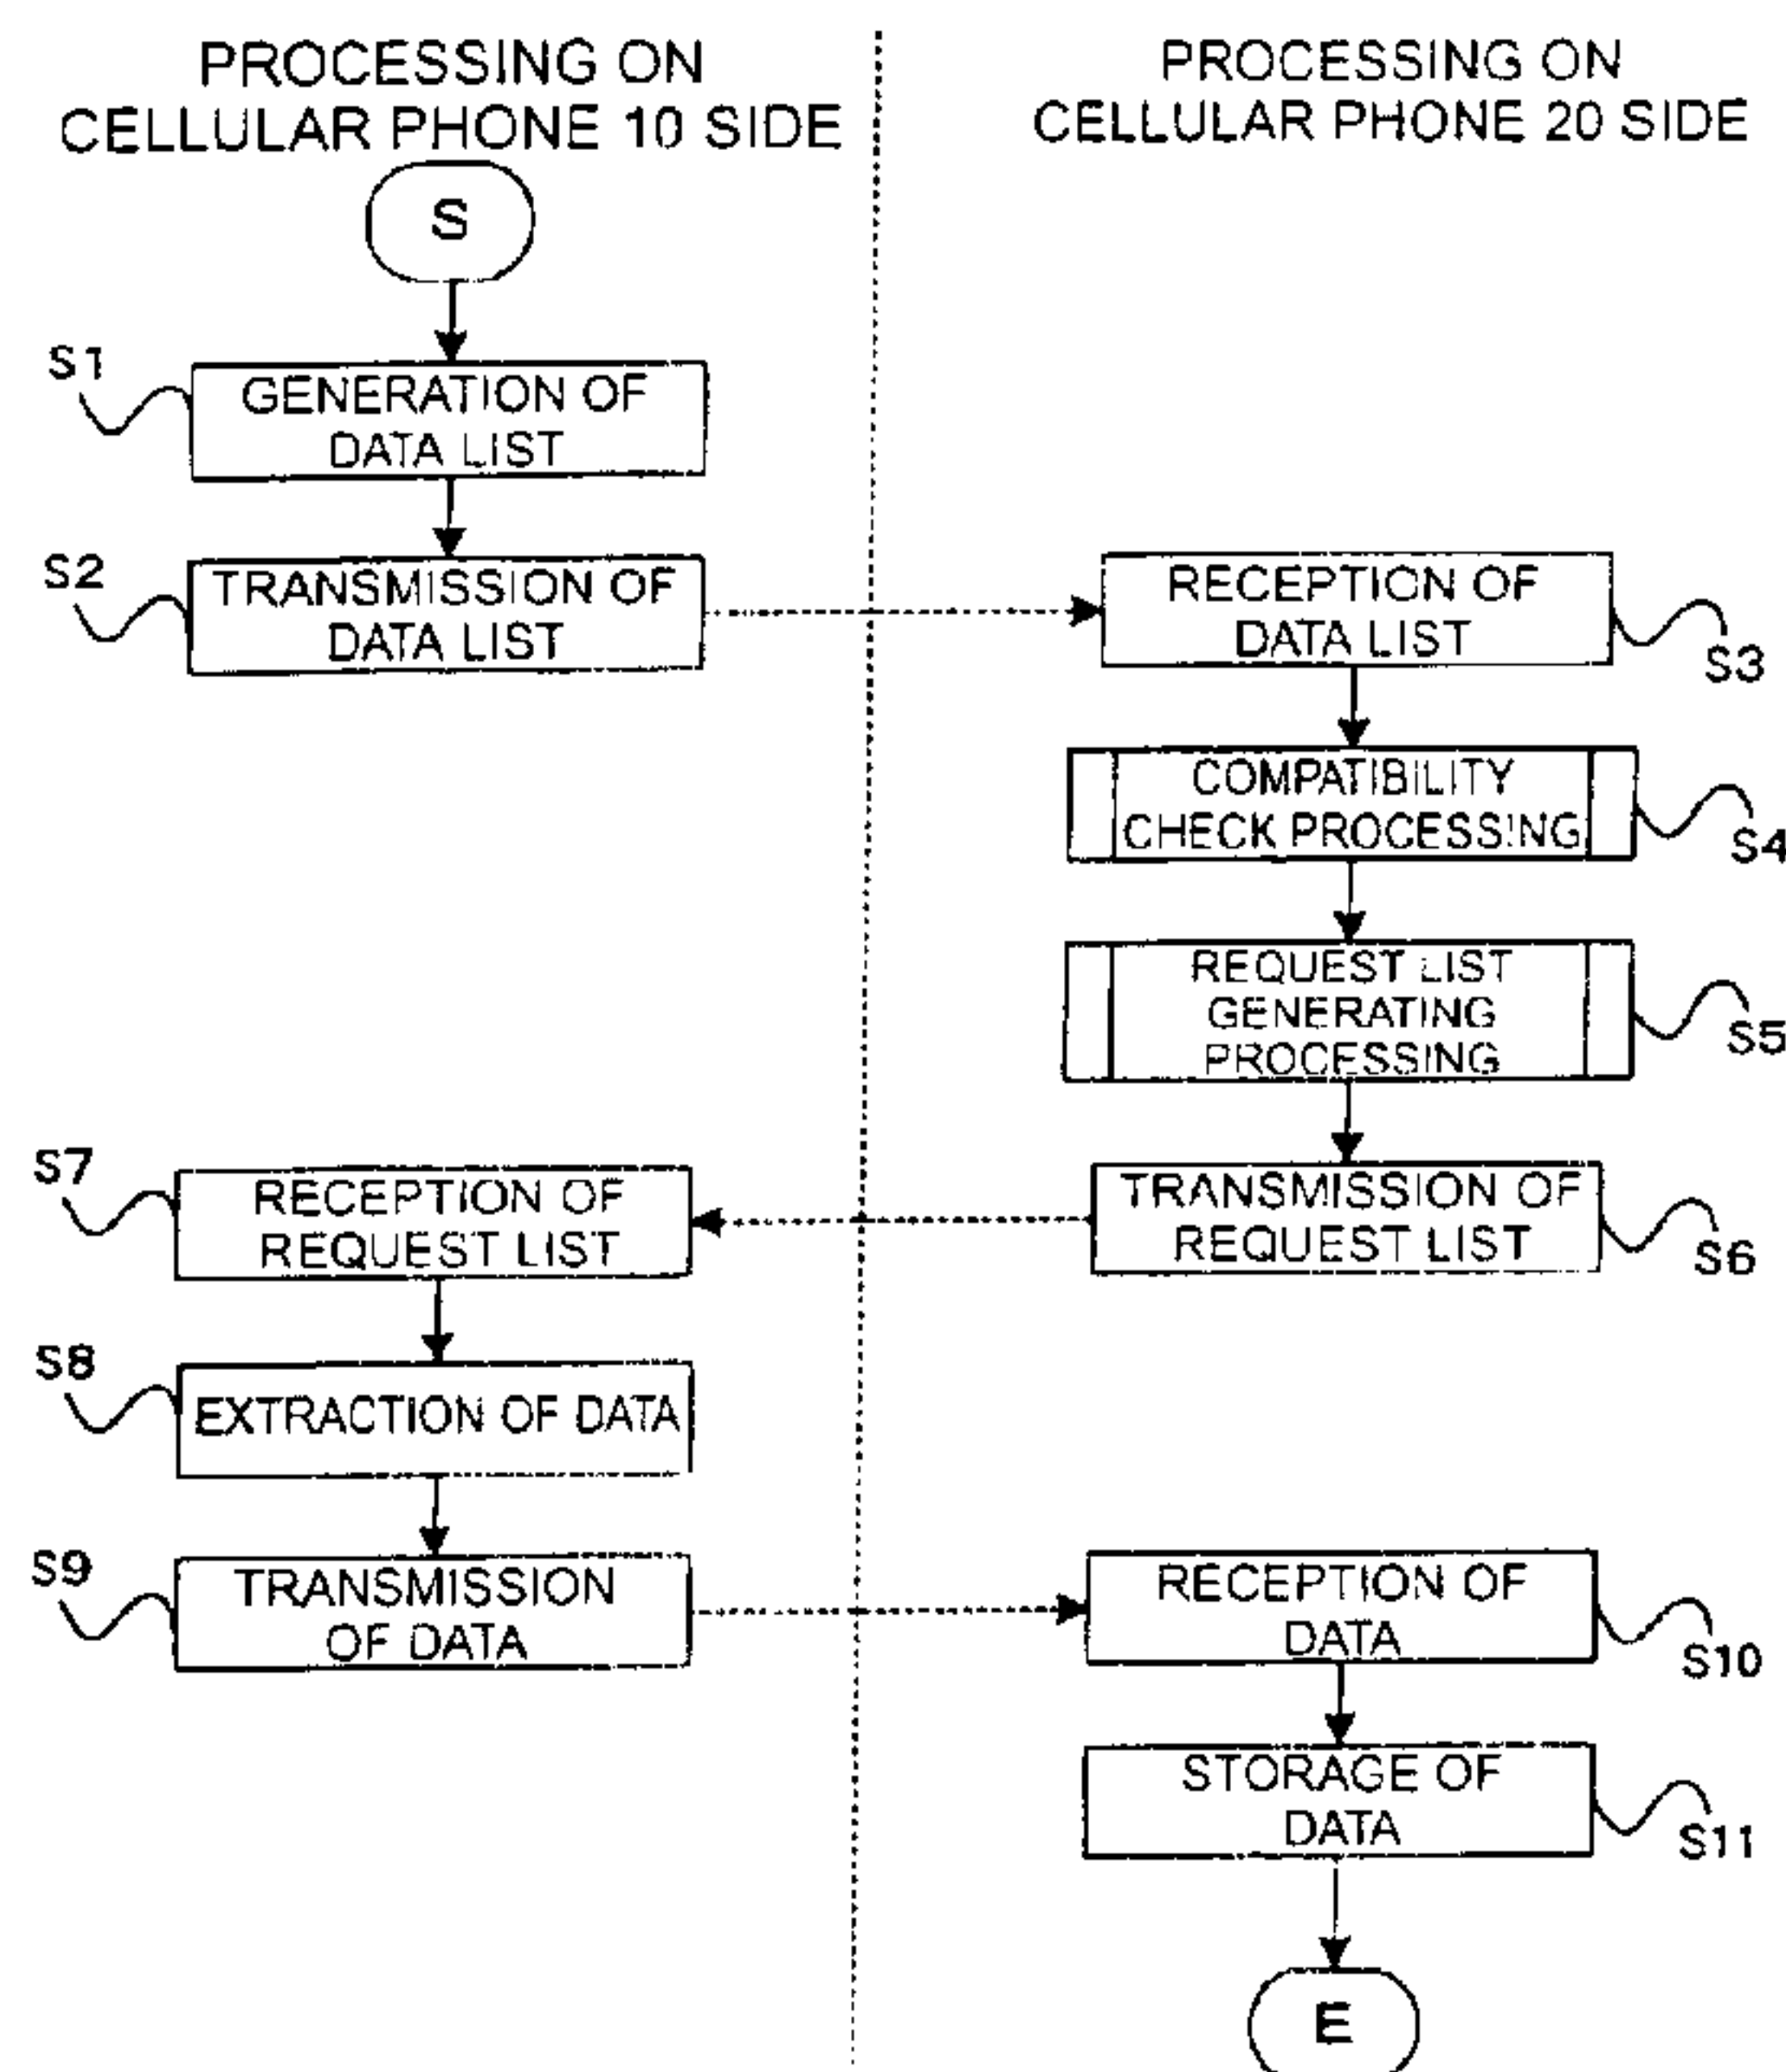 PROCESSING ON
CELLULAR PHONE 10 SIDE
PROCESSING ON
CELLULAR PHONE 20 SIDE
S
S1
GENERATION OF
DATA LIST
S2
TRANSMISSION OF
DATA LIST
RECEPTION OF
DATA LIST
S3
COMPATIBILITY
CHECK PROCESSING
S4
REQUEST LIST
GENERATING
PROCESSING
S5
TRANSMISSION OF
REQUEST LIST
S6
S7
RECEPTION OF
REQUEST LIST
S8
EXTRACTION OF DATA
S9
TRANSMISSION
OF DATA
RECEPTION OF
DATA
S10
STORAGE OF
DATA
S11
E